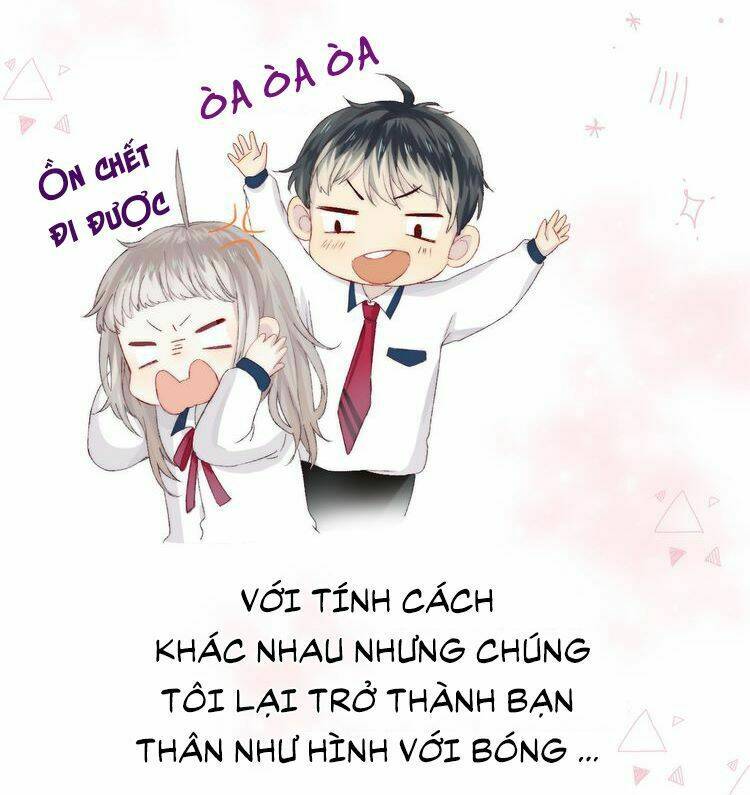 ÒA ÒA ÒA
ỒN CHẾT
ĐI ĐƯỢC
VỚI TÍNH CÁCH
KHÁC NHAU NHƯNG CHÚNG
TÔI LẠI TRỞ THÀNH BẠN
THÂN NHƯ HÌNH VỚI BÓNG ...